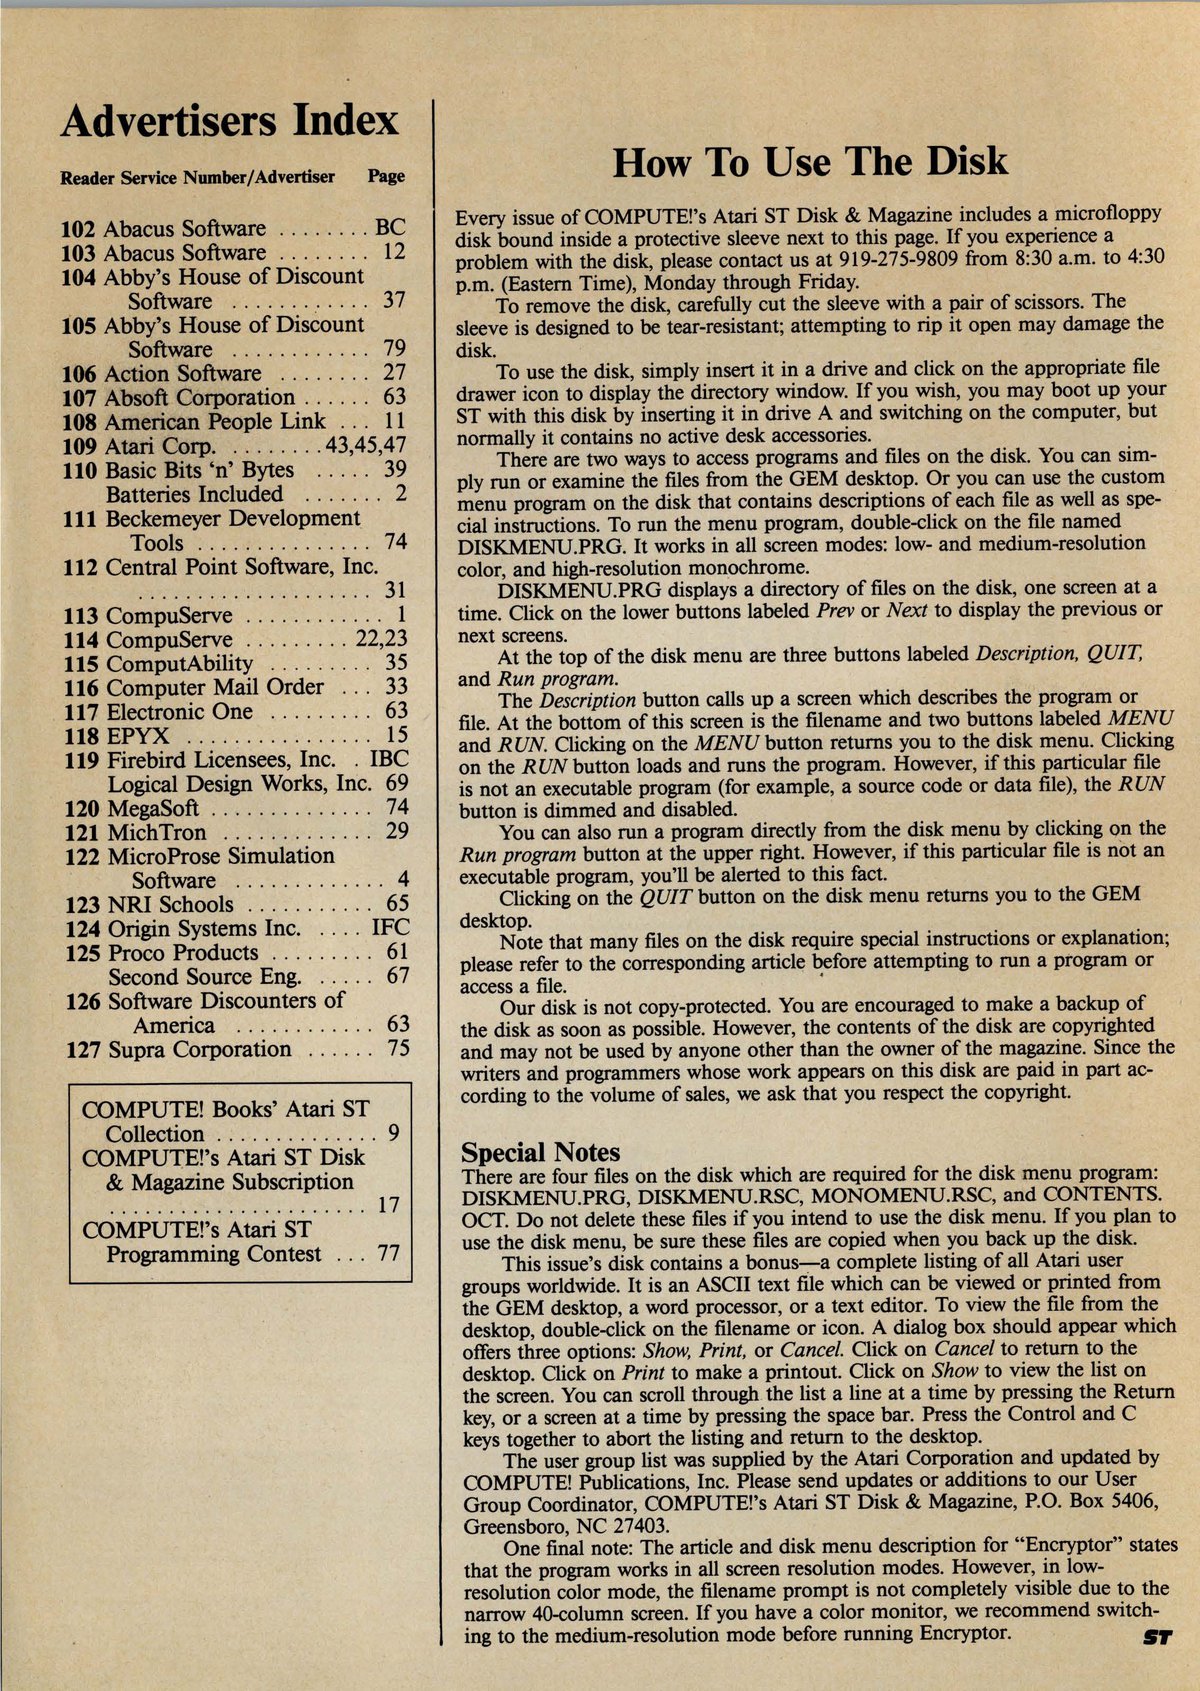 Advertisers Index
Reader Service Number/Advertiser Page
102 Abacus Software ........ BC
103 Abacus Software ........ 12
104 Abby's House of Discount
Software ............ 37
105 Abby's House of Discount
Software ............ 79
106 Action Software ........ 27
107 Absoft Corporation ...... 63
108 American People Link ... 11
109 Atari Corp. ........ 43,45,47
110 Basic Bits 'n' Bytes ..... 39
Batteries Included ....... 2
111 Beckemeyer Development
Tools ............... 74
112 Central Point Software, Inc.
.................... 31
113 CompuServe ............ 1
114 CompuServe ......... 22,23
115 ComputAbility ......... 35
116 Computer Mail Order ... 33
117 Electronic One ......... 63
118 EPYX ................ 15
119 Firebird Licensees, Inc. . IBC
Logical Design Works, Inc. 69
120 MegaSoft .............. 74
121 MichTron ............. 29
122 MicroProse Simulation
Software ............. 4
123 NRI Schools ........... 65
124 Origin Systems Inc. .... IFC
125 Proco Products ......... 61
Second Source Eng. ..... 67
126 Software Discounters of
America ............ 63
127 Supra Corporation ...... 75
COMPUTE! Books' Atari ST
Collection .............. 9
COMPUTE!'s Atari ST Disk
& Magazine Subscription
....................... 17
COMPUTE!'s Atari ST
Programming Contest ... 77
How To Use The Disk
Every issue of COMPUTE!'s Atari ST Disk & Magazine includes a microfloppy
disk bound inside a protective sleeve next to this page. If you experience a
problem with the disk, please contact us at 919-275-9809 from 8:30 a.m. to 4:30
p.m. (Eastern Time), Monday through Friday.
To remove the disk, carefully cut the sleeve with a pair of scissors. The
sleeve is designed to be tear-resistant; attempting to rip it open may damage the
disk.
To use the disk, simply insert it in a drive and click on the appropriate file
drawer icon to display the directory window. If you wish, you may boot up your
ST with this disk by inserting it in drive A and switching on the computer, but
normally it contains no active desk accessories.
There are two ways to access programs and files on the disk. You can sim-
ply run or examine the files from the GEM desktop. Or you can use the custom
menu program on the disk that contains descriptions of each file as well as spe-
cial instructions. To run the menu program, double-click on the file named
DISKMENU.PRG. It works in all screen modes: low- and medium-resolution
color, and high-resolution monochrome.
DISKMENU.PRG displays a directory of files on the disk, one screen at a
time. Click on the lower buttons labeled Prev or Next to display the previous or
next screens.
At the top of the disk menu are three buttons labeled Description, QUIT,
and Run program.
The Description button calls up a screen which describes the program or
file. At the bottom of this screen is the filename and two buttons labeled MENU
and RUN. Clicking on the MENU button returns you to the disk menu. Clicking
on the RUN button loads and runs the program. However, if this particular file
is not an executable program (for example, a source code or data file), the RUN
button is dimmed and disabled.
You can also run a program directly from the disk menu by clicking on the
Run program button at the upper right. However, if this particular file is not an
executable program, you'll be alerted to this fact.
Clicking on the QUIT button on the disk menu returns you to the GEM
desktop.
Note that many files on the disk require special instructions or explanation;
please refer to the corresponding article before attempting to run a program or
access a file.
Our disk is not copy-protected. You are encouraged to make a backup of
the disk as soon as possible. However, the contents of the disk are copyrighted
and may not be used by anyone other than the owner of the magazine. Since the
writers and programmers whose work appears on this disk are paid in part ac-
cording to the volume of sales, we ask that you respect the copyright.
Special Notes
There are four files on the disk which are required for the disk menu program:
DISKMENU.PRG, DISKMENU.RSC, MONOMENU.RSC, and CONTENTS.
OCT. Do not delete these files if you intend to use the disk menu. If you plan to
use the disk menu, be sure these files are copied when you back up the disk.
This issue's disk contains a bonus—a complete listing of all Atari user
groups worldwide. It is an ASCII text file which can be viewed or printed from
the GEM desktop, a word processor, or a text editor. To view the file from the
desktop, double-click on the filename or icon. A dialog box should appear which
offers three options: Show, Print, or Cancel. Click on Cancel to return to the
desktop. Click on Print to make a printout. Click on Show to view the list on
the screen. You can scroll through the list a line at a time by pressing the Return
key, or a screen at a time by pressing the space bar. Press the Control and C
keys together to abort the listing and return to the desktop.
The user group list was supplied by the Atari Corporation and updated by
COMPUTE! Publications, Inc. Please send updates or additions to our User
Group Coordinator, COMPUTE!'s Atari ST Disk & Magazine, P.O. Box 5406,
Greensboro, NC 27403.
One final note: The article and disk menu description for "Encryptor" states
that the program works in all screen resolution modes. However, in low-
resolution color mode, the filename prompt is not completely visible due to the
narrow 40-column screen. If you have a color monitor, we recommend switch-
ing to the medium-resolution mode before running Encryptor. ST